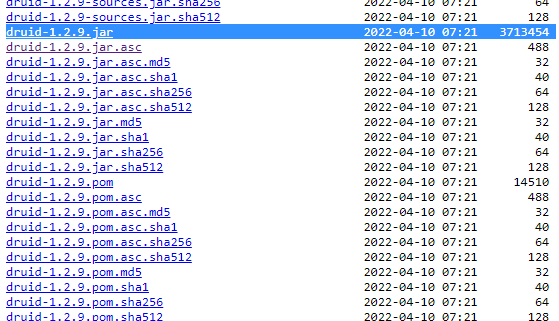 druid-1.2.9-sources.jar.sha256 2022-04-10 07:21 64
druid-1.2.9-sources.jar.sha512 2022-04-10 07:21 128
druid-1.2.9.jar 2022-04-10 07:21 3713454
druid-1.2.9.jar.asc 2022-04-10 07:21 488
druid-1.2.9.jar.asc.md5 2022-04-10 07:21 32
druid-1.2.9.jar.asc.sha1 2022-04-10 07:21 40
druid-1.2.9.jar.asc.sha256 2022-04-10 07:21 64
druid-1.2.9.jar.asc.sha512 2022-04-10 07:21 128
druid-1.2.9.jar.md5 2022-04-10 07:21 32
druid-1.2.9.jar.sha1 2022-04-10 07:21 40
druid-1.2.9.jar.sha256 2022-04-10 07:21 64
druid-1.2.9.jar.sha512 2022-04-10 07:21 128
druid-1.2.9.pom 2022-04-10 07:21 14510
druid-1.2.9.pom.asc 2022-04-10 07:21 488
druid-1.2.9.pom.asc.md5 2022-04-10 07:21 32
druid-1.2.9.pom.asc.sha1 2022-04-10 07:21 40
druid-1.2.9.pom.asc.sha256 2022-04-10 07:21 64
druid-1.2.9.pom.asc.sha512 2022-04-10 07:21 128
druid-1.2.9.pom.md5 2022-04-10 07:21 32
druid-1.2.9.pom.sha1 2022-04-10 07:21 40
druid-1.2.9.pom.sha256 2022-04-10 07:21 64
druid-1.2.9.pom.sha512 2022-04-10 07:21 128